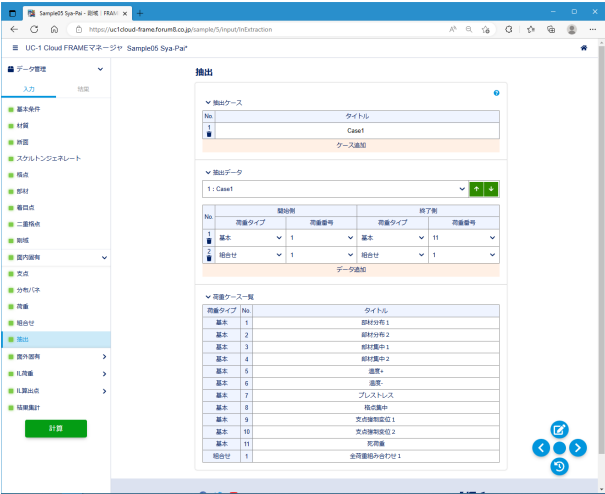 Sample05 Sya-Pai - 剛域 | FRAM
https://uc1cloud-frame.forum8.co.jp/sample/5/input/InExtraction
UC-1 Cloud FRAMEマネージャ Sample05 Sya-Pai*
データ管理
入力 結果
基本条件
材質
断面
スケルトンジェネレート
格点
部材
着目点
二重格点
剛域
面内固有
支点
分布バネ
荷重
組合せ
抽出
面外固有
IL荷重
IL算出点
結果集計
計算
抽出
抽出ケース
No. タイトル
1 Case1
ケース追加
抽出データ
1 : Case1
No. 開始側 終了側
荷重タイプ 荷重番号 荷重タイプ 荷重番号
1 基本 1 基本 11
2 組合せ 1 組合せ 1
データ追加
荷重ケース一覧
荷重タイプ No. タイトル
基本 1 部材分布1
基本 2 部材分布2
基本 3 部材集中1
基本 4 部材集中2
基本 5 温度+
基本 6 温度-
基本 7 プレストレス
基本 8 格点集中
基本 9 支点強制変位1
基本 10 支点強制変位2
基本 11 死荷重
組合せ 1 全荷重組み合わせ1